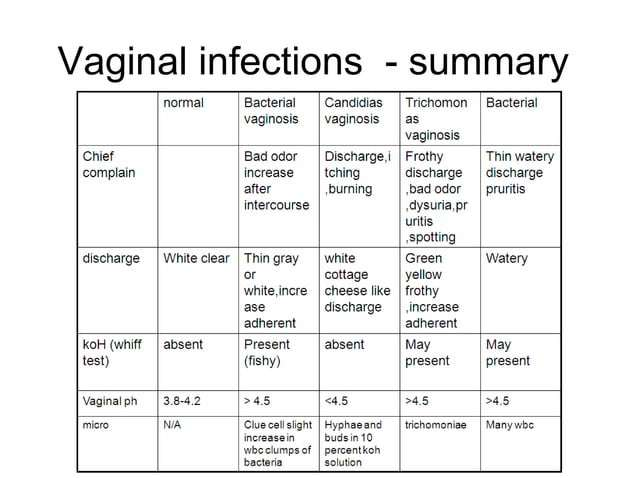 Vaginal infections - summary
normal
Bacterial
vaginosis
Candidias
vaginosis
Trichomon
as
vaginosis
Bacterial
Chief
complain
Bad odor
increase
after
intercourse
Discharge,i
tching
,burning
Frothy
discharge
,bad odor
,dysuria,pr
uritis
,spotting
Thin watery
discharge
pruritis
discharge
White clear
Thin gray
or
white,incre
ase
adherent
white
cottage
cheese like
discharge
Green
yellow
frothy
,increase
adherent
Watery
koH (whiff
test)
absent
Present
(fishy)
absent
May
present
May
present
Vaginal ph
3.8-4.2
> 4.5
<4.5
>4.5
>4.5
micro
N/A
Clue cell slight
increase in
wbc clumps of
bacteria
Hyphae and
buds in 10
percent koh
solution
trichomoniae
Many wbc